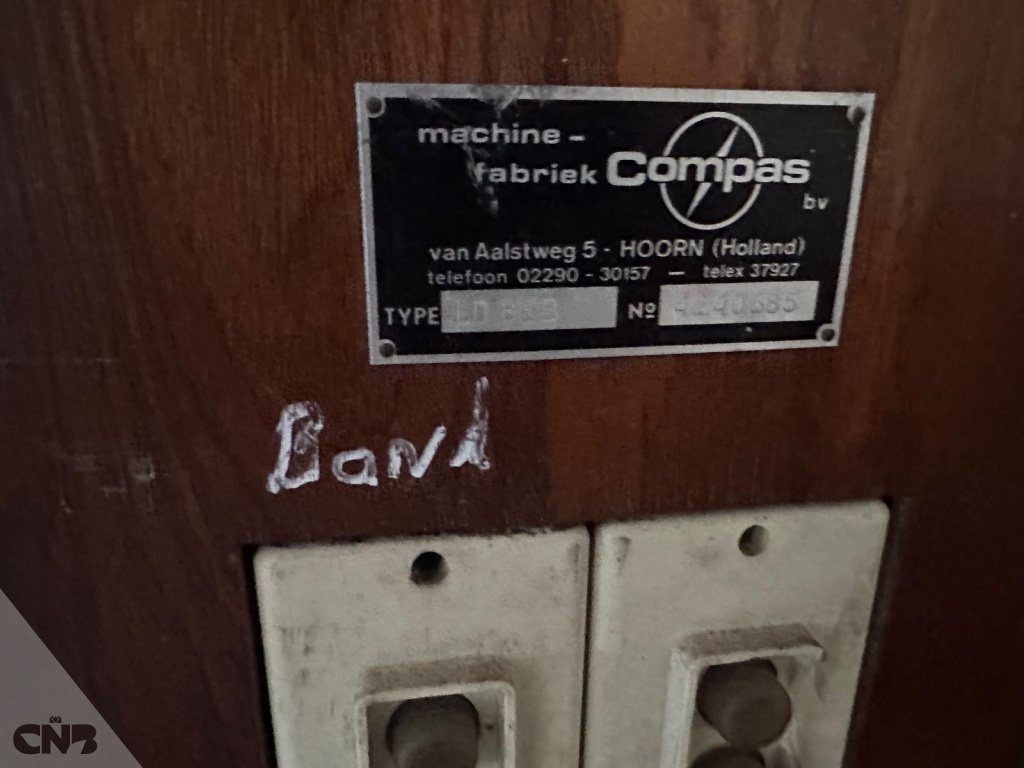 machine-
fabriek Compas
bv
van Aalstweg 5 - HOORN (Holland)
telefoon 02290 - 30157 — telex 37927
TYPE Nº
Band
CNB